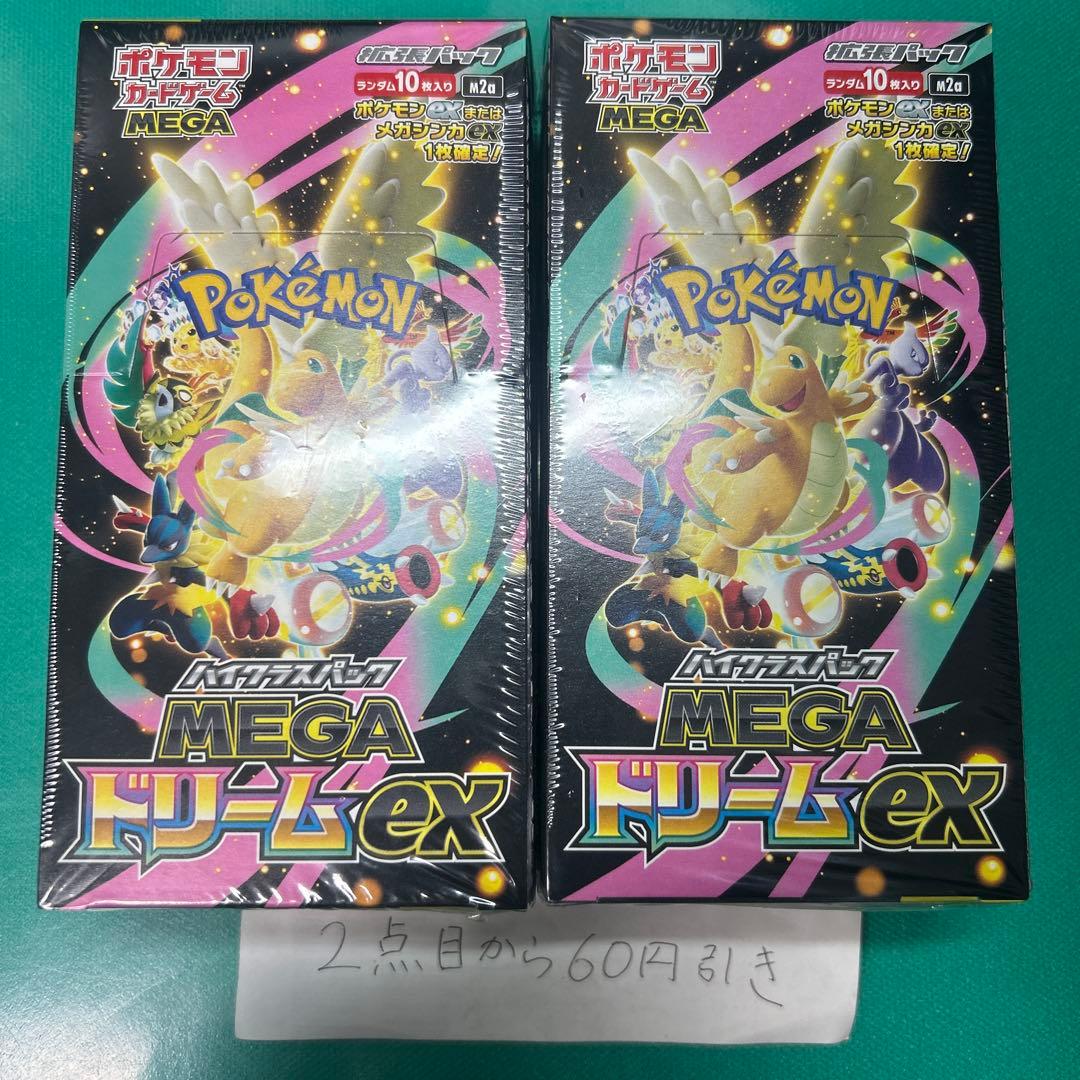 ポケモン
カードゲーム
MEGA
拡張パック
ランダム10枚入り M2a
ポケモンexまたは
メガシンカex
1枚確定!
POKÉMON
ハイクラスパック
MEGA
ドリームex
ポケモン
カードゲーム
MEGA
拡張パック
ランダム10枚入り M2a
ポケモンexまたは
メガシンカex
1枚確定!
POKÉMON
ハイクラスパック
MEGA
ドリームex
2点目から60円引き